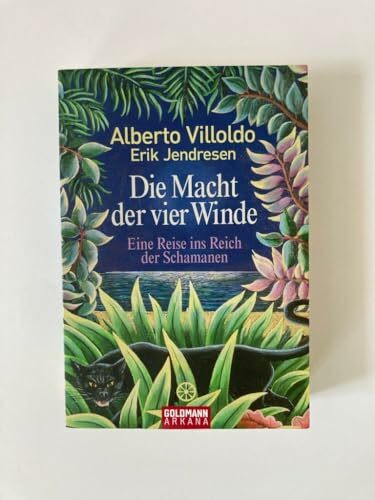 Alberto Villoldo
Erik Jendresen
Die Macht
der vier Winde
Eine Reise ins Reich
der Schamanen
GOLDMANN
ARKANA